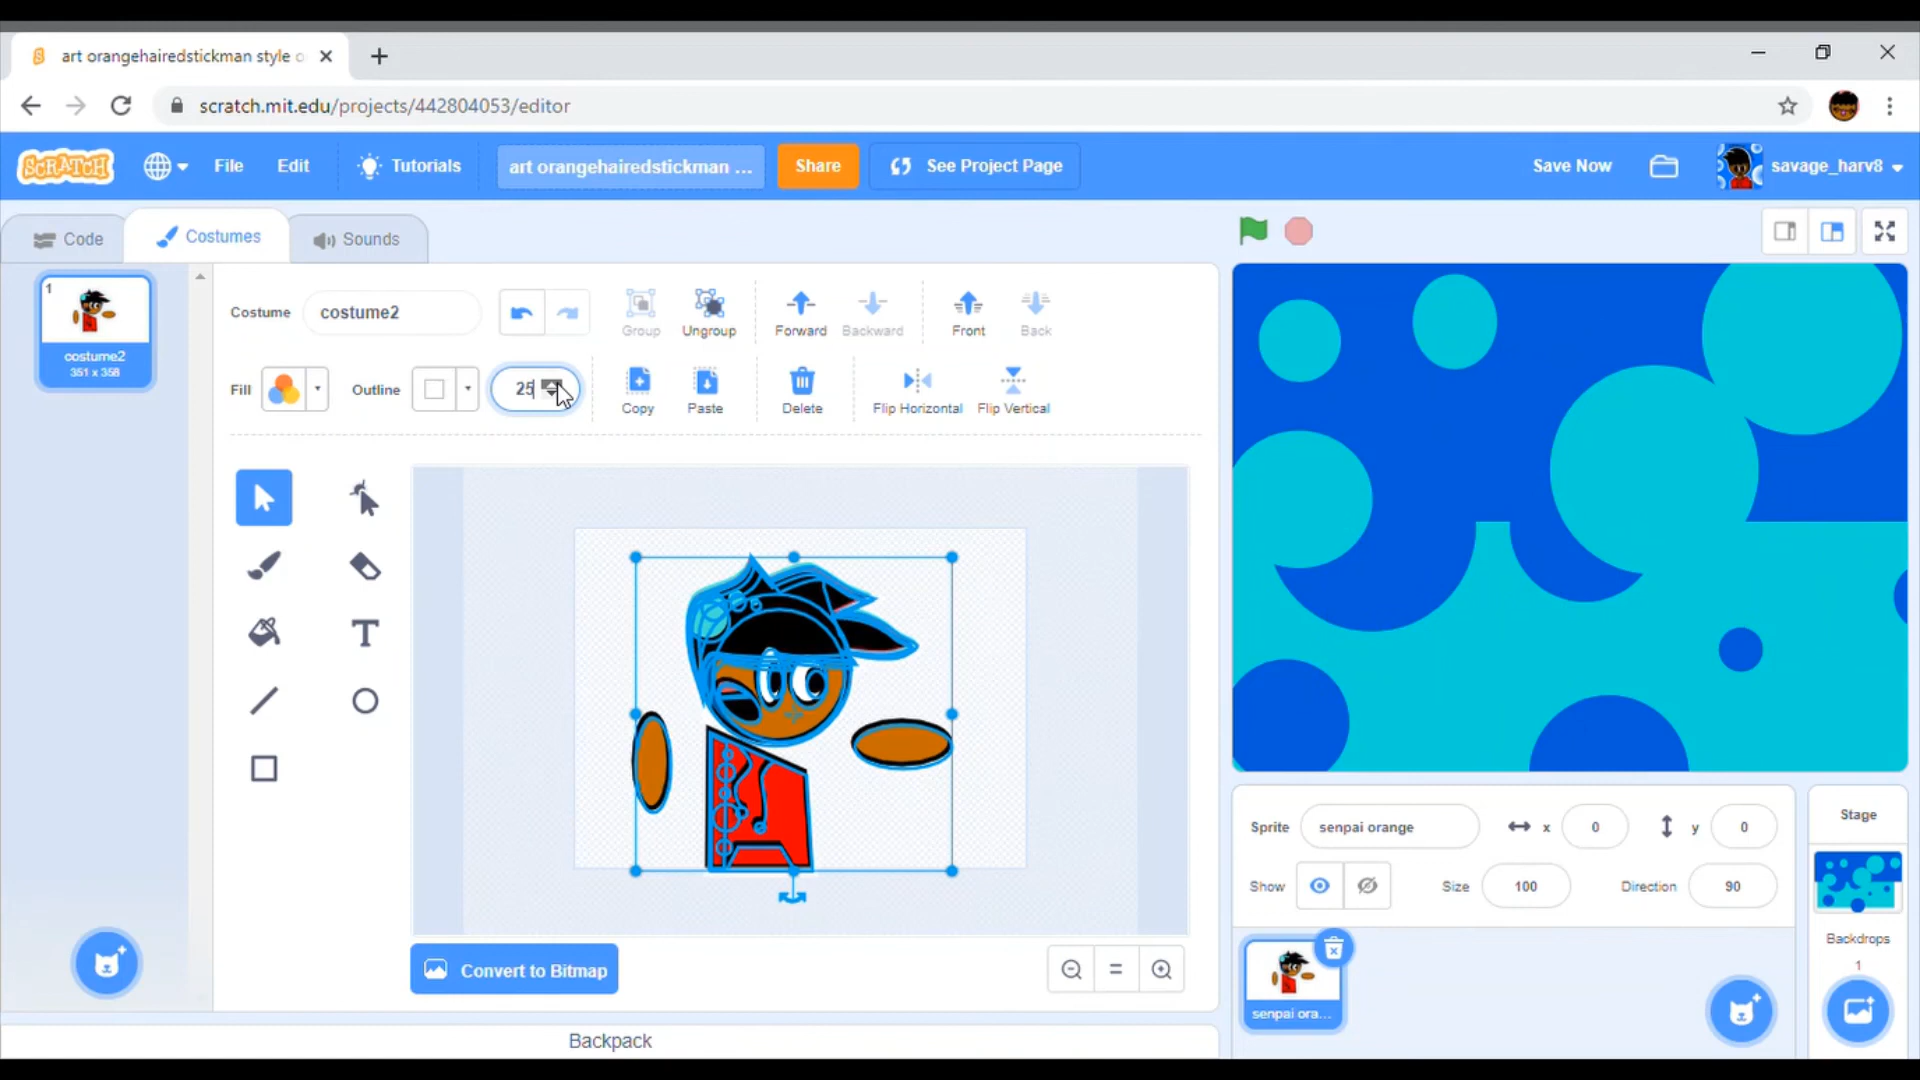 art orangehairedstickman style o
scratch.mit.edu/projects/442804053/editor
SCRATCH
File
Edit
Tutorials
art orangehairedstickman ...
Share
See Project Page
Save Now
savage_harv8
Code
Costumes
Sounds
1
costume2
351 x 358
Costume
costume2
Group
Ungroup
Forward
Backward
Front
Back
Fill
Outline
25
Copy
Paste
Delete
Flip Horizontal
Flip Vertical
T
Convert to Bitmap
Backpack
Sprite
senpai orange
x
0
y
0
Show
Size
100
Direction
90
senpai ora...
Stage
Backdrops
1